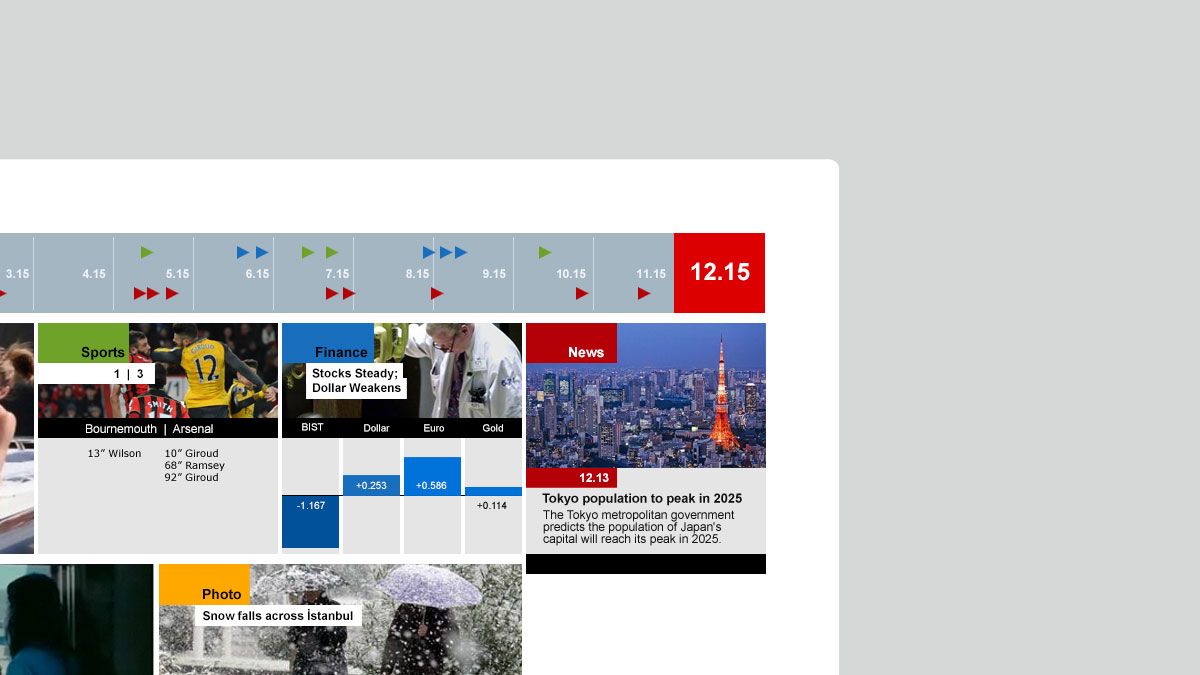 3.15 4.15 5.15 6.15 7.15 8.15 9.15 10.15 11.15 12.15
Sports
1 | 3
12
SMITH
Bournemouth | Arsenal
13″ Wilson 10″ Giroud
68″ Ramsey
92″ Giroud
Finance
Stocks Steady;
Dollar Weakens
BIST Dollar Euro Gold
-1.167 +0.253 +0.586 +0.114
News
12.13
Tokyo population to peak in 2025
The Tokyo metropolitan government
predicts the population of Japan's
capital will reach its peak in 2025.
Photo
Snow falls across İstanbul